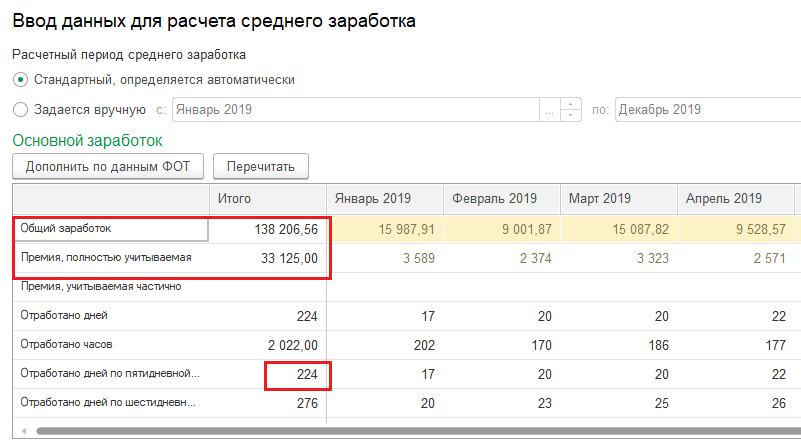 Ввод данных для расчета среднего заработка
Расчетный период среднего заработка
Стандартный, определяется автоматически
Задается вручную с: Январь 2019 ... по: Декабрь 2019
Основной заработок
Дополнить по данным ФОТ Перечитать
Итого Январь 2019 Февраль 2019 Март 2019 Апрель 2019
Общий заработок 138 206,56 15 987,91 9 001,87 15 087,82 9 528,57
Премия, полностью учитываемая 33 125,00 3 589 2 374 3 323 2 571
Премия, учитываемая частично
Отработано дней 224 17 20 20 22
Отработано часов 2 022,00 202 170 186 177
Отработано дней по пятидневной... 224 17 20 20 22
Отработано дней по шестидневн... 276 20 23 25 26